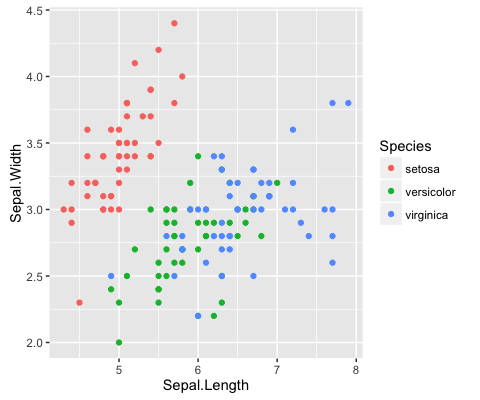 4.5
4.0
3.5
3.0
2.5
2.0
Sepal.Width
5
6
7
8
Sepal.Length
Species
setosa
versicolor
virginica